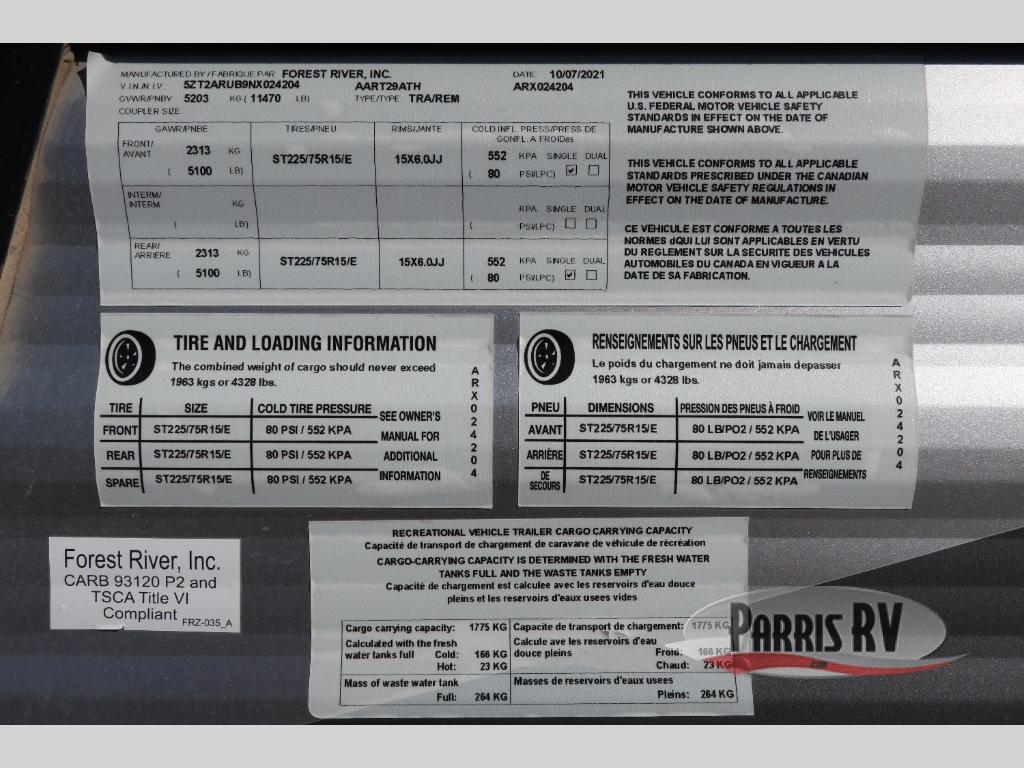 MANUFACTURED BY/FABRIQUE PAR FOREST RIVER, INC. DATE 10/07/2021
V.I.N./N.I.V. 5ZT2ARUB9NX024204 AART29ATH ARX024204
GVWR/PNBV 5203 KG ( 11470 LB) TYPE/TYPE: TRA/REM
COUPLER SIZE:
GAWR/PNBE TIRES/PNEU RIMS/JANTE COLD INFL. PRESS/PRESS DE
GONFL. A FROIDes
FRONT/
AVANT 2313 KG ST225/75R15/E 15X6.0JJ 552 KPA SINGLE DUAL
( 5100 LB) ( 80 PSI/LPC)
INTERM/
INTERM KG KPA SINGLE DUAL
( LB) ( PSI/LPC)
REAR/
ARRIERE 2313 KG ST225/75R15/E 15X6.0JJ 552 KPA SINGLE DUAL
( 5100 LB) ( 80 PSI/LPC)
THIS VEHICLE CONFORMS TO ALL APPLICABLE
U.S. FEDERAL MOTOR VEHICLE SAFETY
STANDARDS IN EFFECT ON THE DATE OF
MANUFACTURE SHOWN ABOVE.
THIS VEHICLE CONFORMS TO ALL APPLICABLE
STANDARDS PRESCRIBED UNDER THE CANADIAN
MOTOR VEHICLE SAFETY REGULATIONS IN
EFFECT ON THE DATE OF MANUFACTURE.
CE VEHICULE EST CONFORME A TOUTES LES
NORMES dQUI LUI SONT APPLICABLES EN VERTU
DU REGLEMENT SUR LA SECURITE DES VEHICULES
AUTOMOBILES DU CANADA EN VIGUEUR A LA
DATE DE SA FABRICATION.
TIRE AND LOADING INFORMATION
The combined weight of cargo should never exceed
1963 kgs or 4328 lbs.
TIRE SIZE COLD TIRE PRESSURE SEE OWNER'S
FRONT ST225/75R15/E 80 PSI / 552 KPA MANUAL FOR
REAR ST225/75R15/E 80 PSI / 552 KPA ADDITIONAL
SPARE ST225/75R15/E 80 PSI / 552 KPA INFORMATION
ARX024204
RENSEIGNEMENTS SUR LES PNEUS ET LE CHARGEMENT
Le poids du chargement ne doit jamais depasser
1963 kgs or 4328 lbs.
PNEU DIMENSIONS PRESSION DES PNEUS À FROID VOIR LE MANUEL
AVANT ST225/75R15/E 80 LB/PO2 / 552 KPA DE L'USAGER
ARRIÈRE ST225/75R15/E 80 LB/PO2 / 552 KPA POUR PLUS DE
DE
SECOURS ST225/75R15/E 80 LB/PO2 / 552 KPA RENSEIGNEMENTS
ARX024204
Forest River, Inc.
CARB 93120 P2 and
TSCA Title VI
Compliant
FRZ-035_A
RECREATIONAL VEHICLE TRAILER CARGO CARRYING CAPACITY
Capacité de transport de chargement de caravane de véhicule de récréation
CARGO-CARRYING CAPACITY IS DETERMINED WITH THE FRESH WATER
TANKS FULL AND THE WASTE TANKS EMPTY
Capacité de chargement est calculee avec les reservoirs d'eau douce
pleins et les reservoirs d'eaux usees vides
Cargo carrying capacity: 1775 KG
Calculated with the fresh
water tanks full Cold: 166 KG
Hot: 23 KG
Mass of waste water tank
Full: 264 KG
Capacite de transport de chargement: 1775 KG
Calcule ave les reservoirs d'eau
douce pleins Froid: 166 KG
Chaud: 23 KG
Masses de reservoirs d'eaux usees
Pleins: 264 KG
PARRIS RV
.com